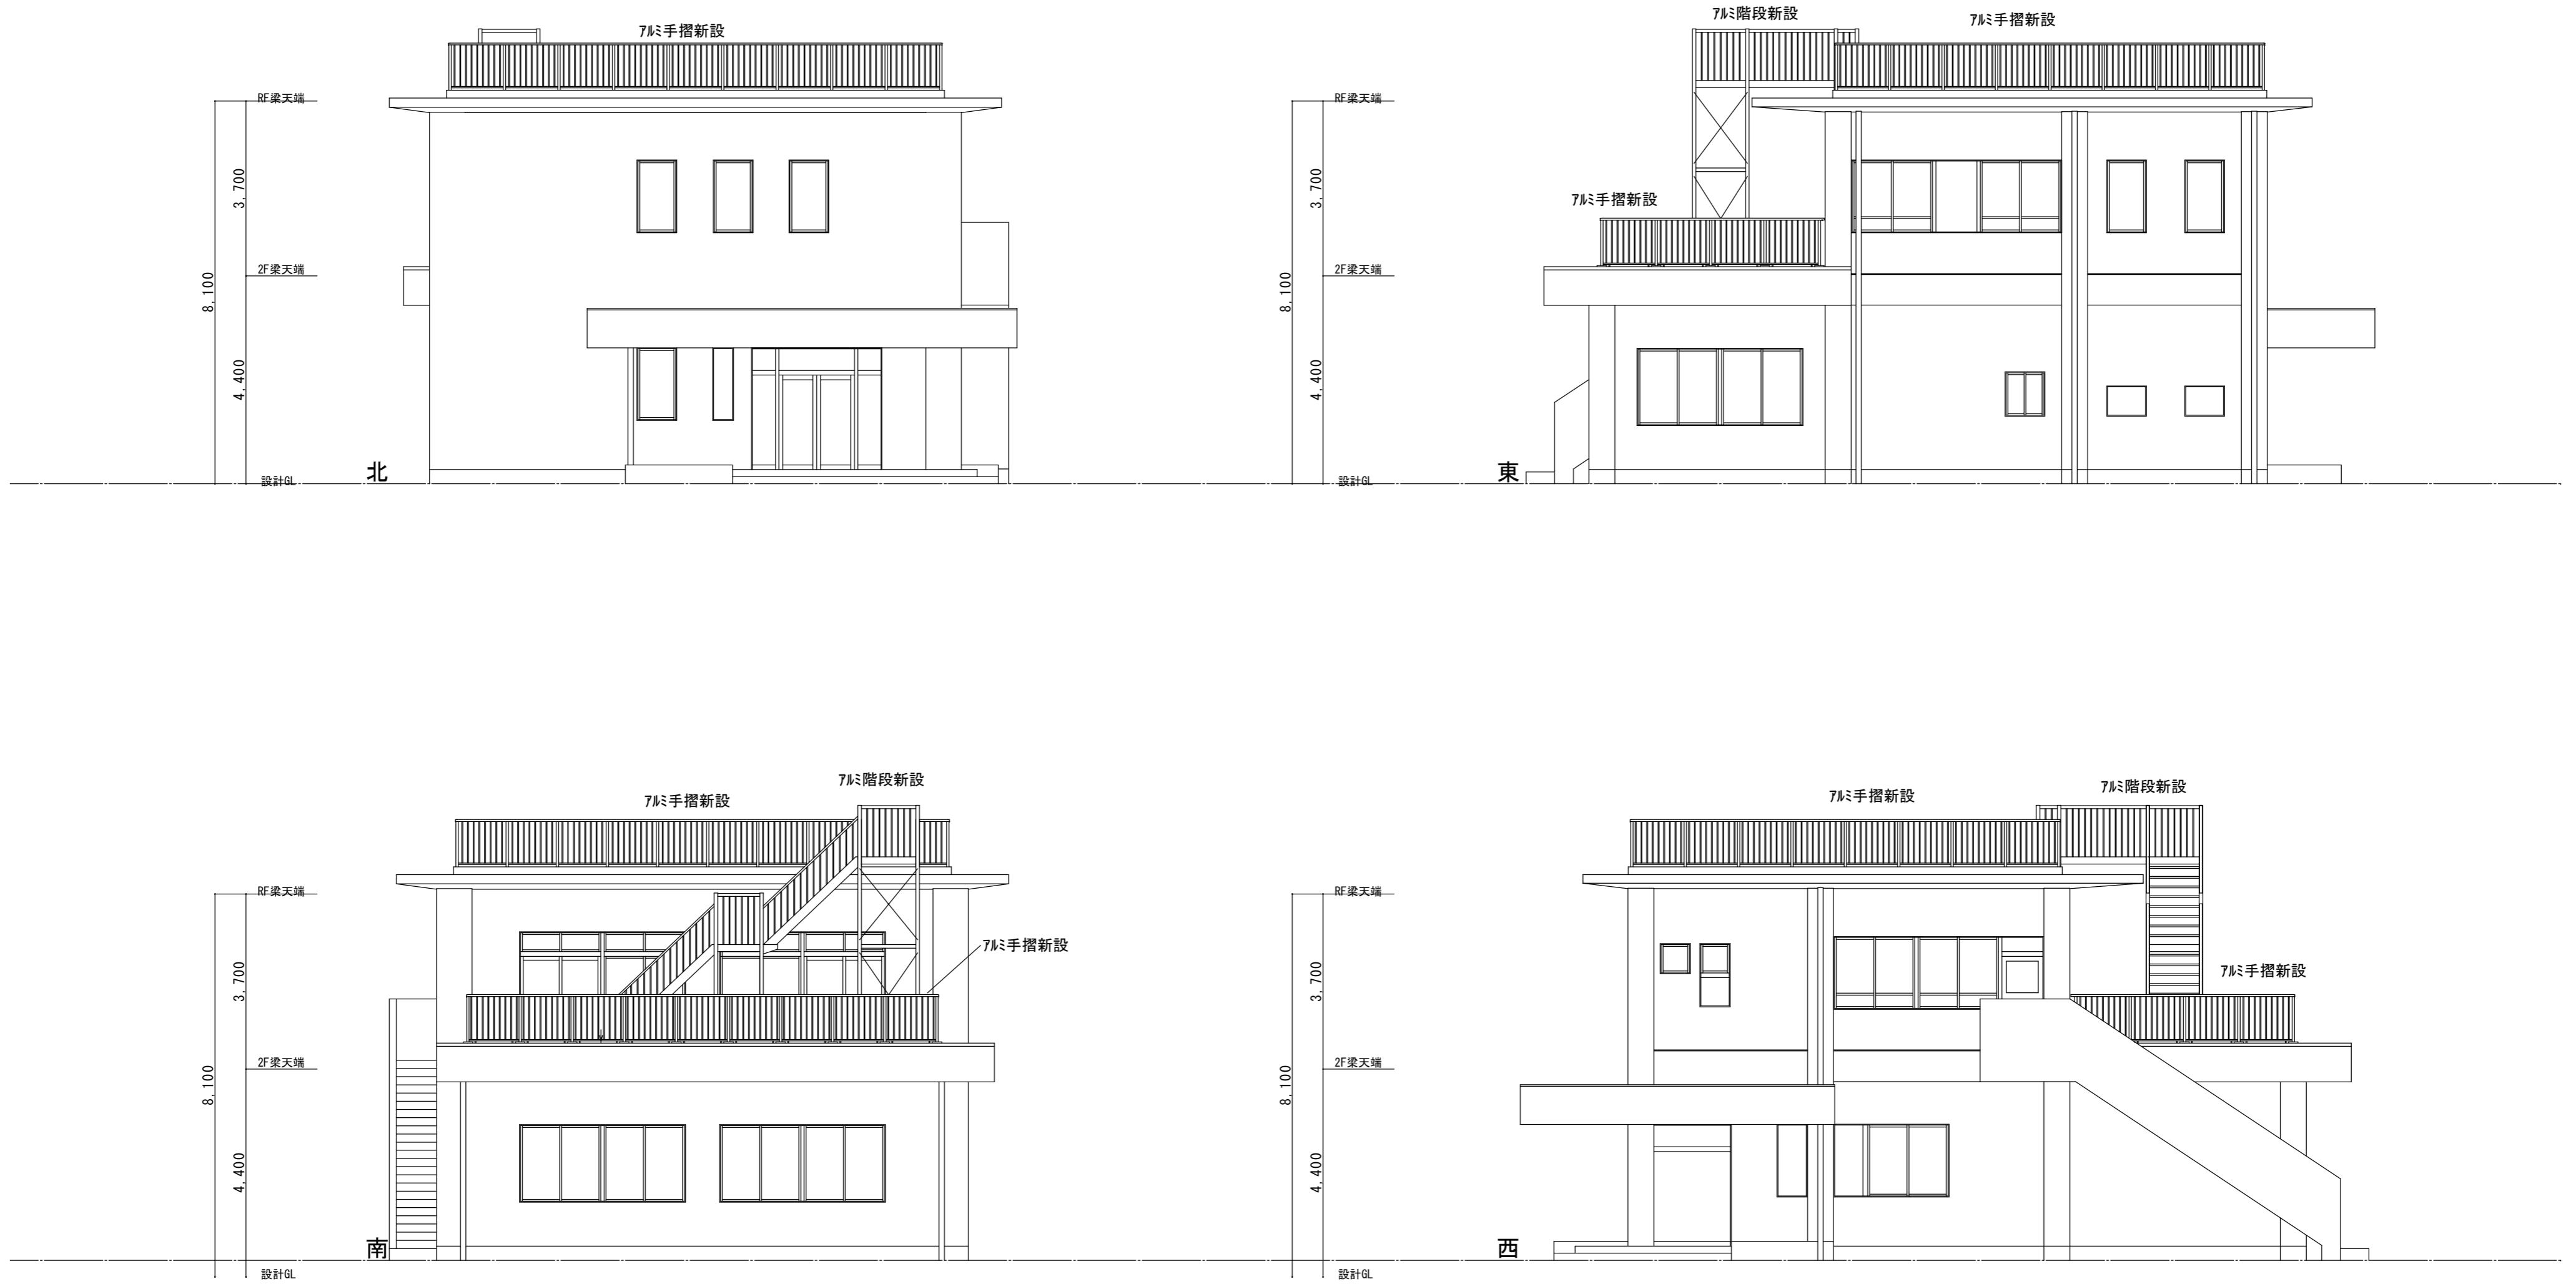 ｱﾙﾐ手摺新設
RF梁天端
3,700
2F梁天端
8,100
4,400
北
設計GL
ｱﾙﾐ階段新設
ｱﾙﾐ手摺新設
RF梁天端
ｱﾙﾐ手摺新設
3,700
2F梁天端
8,100
4,400
東
設計GL
ｱﾙﾐ階段新設
ｱﾙﾐ手摺新設
RF梁天端
ｱﾙﾐ手摺新設
3,700
2F梁天端
8,100
4,400
南
設計GL
ｱﾙﾐ階段新設
ｱﾙﾐ手摺新設
RF梁天端
ｱﾙﾐ手摺新設
3,700
2F梁天端
8,100
4,400
西
設計GL